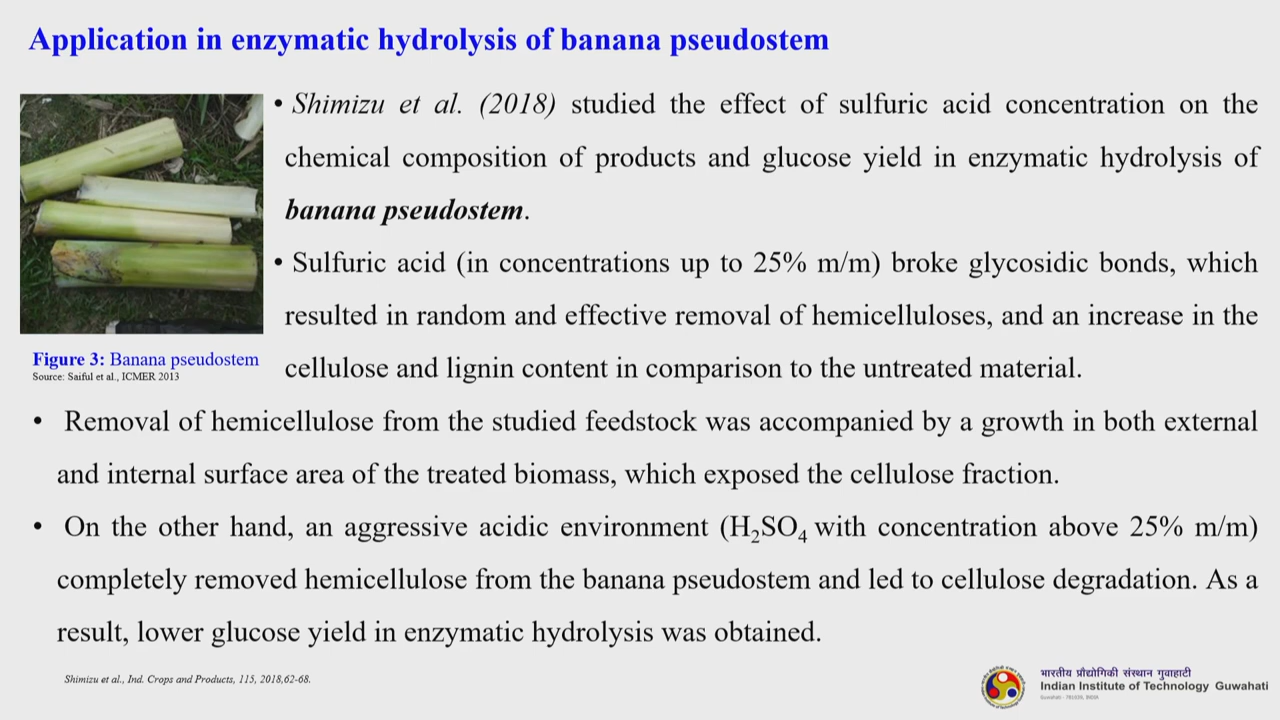 Application in enzymatic hydrolysis of banana pseudostem
• Shimizu et al. (2018) studied the effect of sulfuric acid concentration on the
chemical composition of products and glucose yield in enzymatic hydrolysis of
banana pseudostem.
• Sulfuric acid (in concentrations up to 25% m/m) broke glycosidic bonds, which
resulted in random and effective removal of hemicelluloses, and an increase in the
cellulose and lignin content in comparison to the untreated material.
Figure 3: Banana pseudostem
Source: Saiful et al., ICMER 2013
• Removal of hemicellulose from the studied feedstock was accompanied by a growth in both external
and internal surface area of the treated biomass, which exposed the cellulose fraction.
• On the other hand, an aggressive acidic environment (H₂SO₄ with concentration above 25% m/m)
completely removed hemicellulose from the banana pseudostem and led to cellulose degradation. As a
result, lower glucose yield in enzymatic hydrolysis was obtained.
Shimizu et al., Ind. Crops and Products, 115, 2018,62-68.
भारतीय प्रौद्योगिकी संस्थान गुवाहाटी
Indian Institute of Technology Guwahati